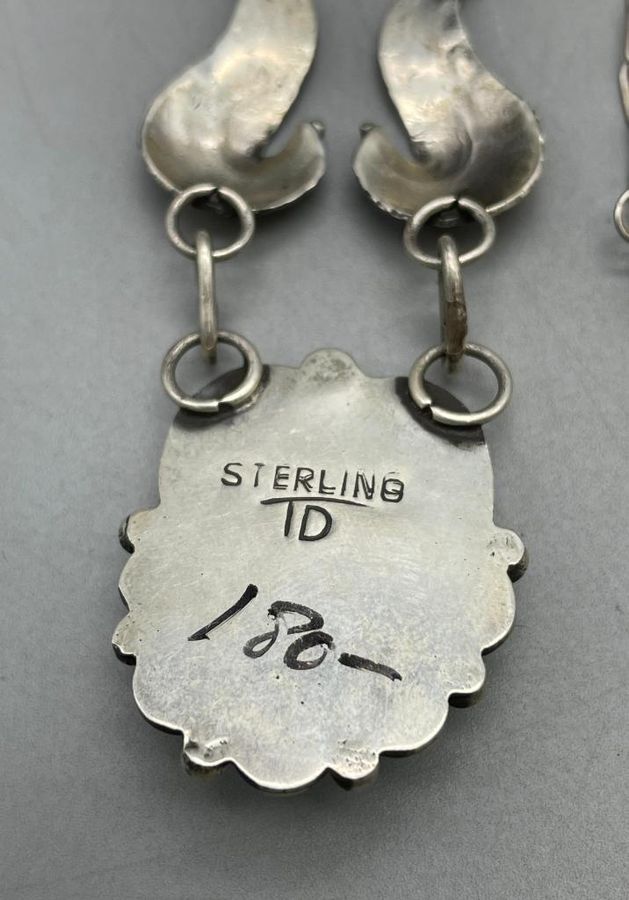 STERLING
TD
180-